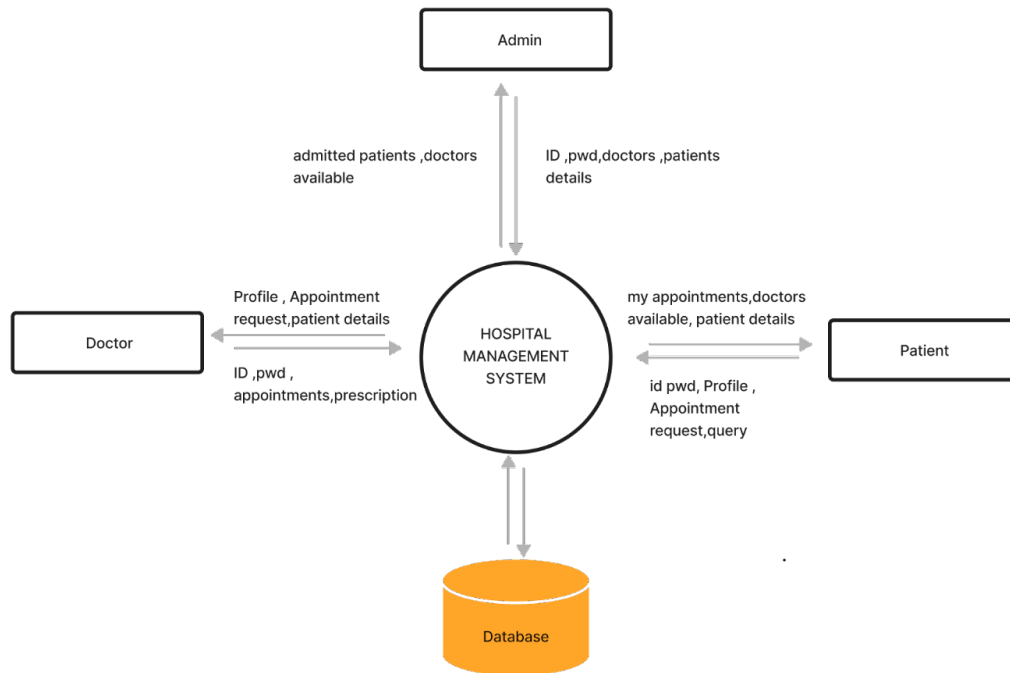 Admin
admitted patients ,doctors
available
ID ,pwd,doctors ,patients
details
Profile , Appointment
request,patient details
Doctor
ID ,pwd ,
appointments,prescription
HOSPITAL
MANAGEMENT
SYSTEM
my appointments,doctors
available, patient details
Patient
id pwd, Profile ,
Appointment
request,query
.
Database